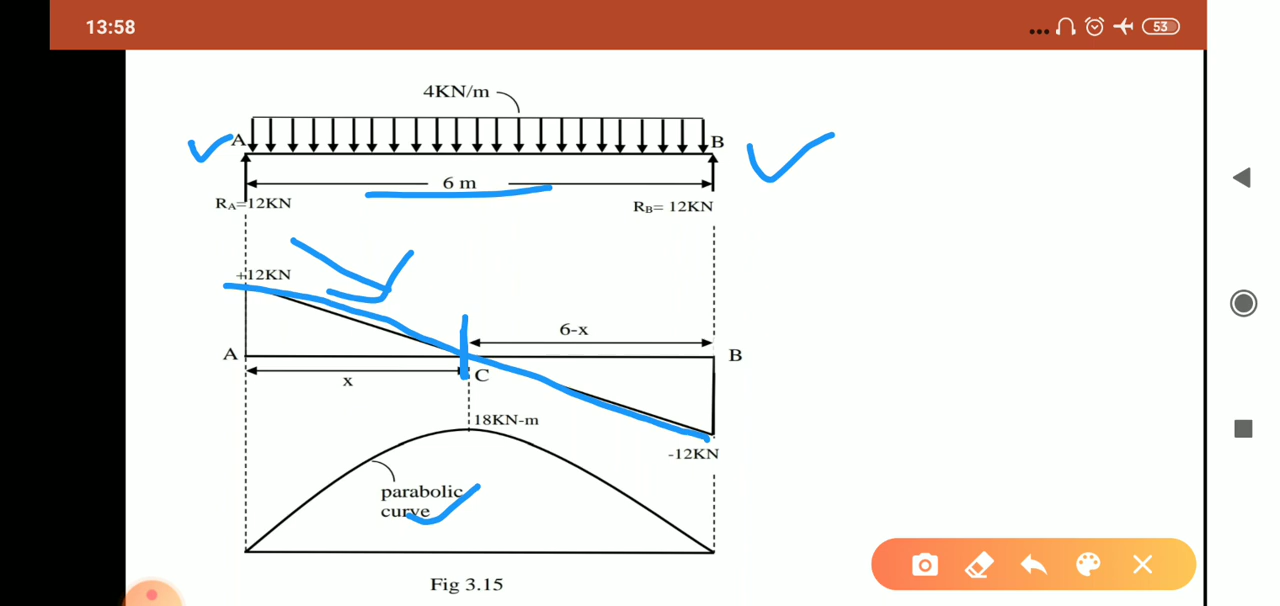 13:58
53
4KN/m
A
B
6 m
RA=12KN
RB= 12KN
+12KN
6-x
A
B
x
C
18KN-m
-12KN
parabolic
curve
Fig 3.15